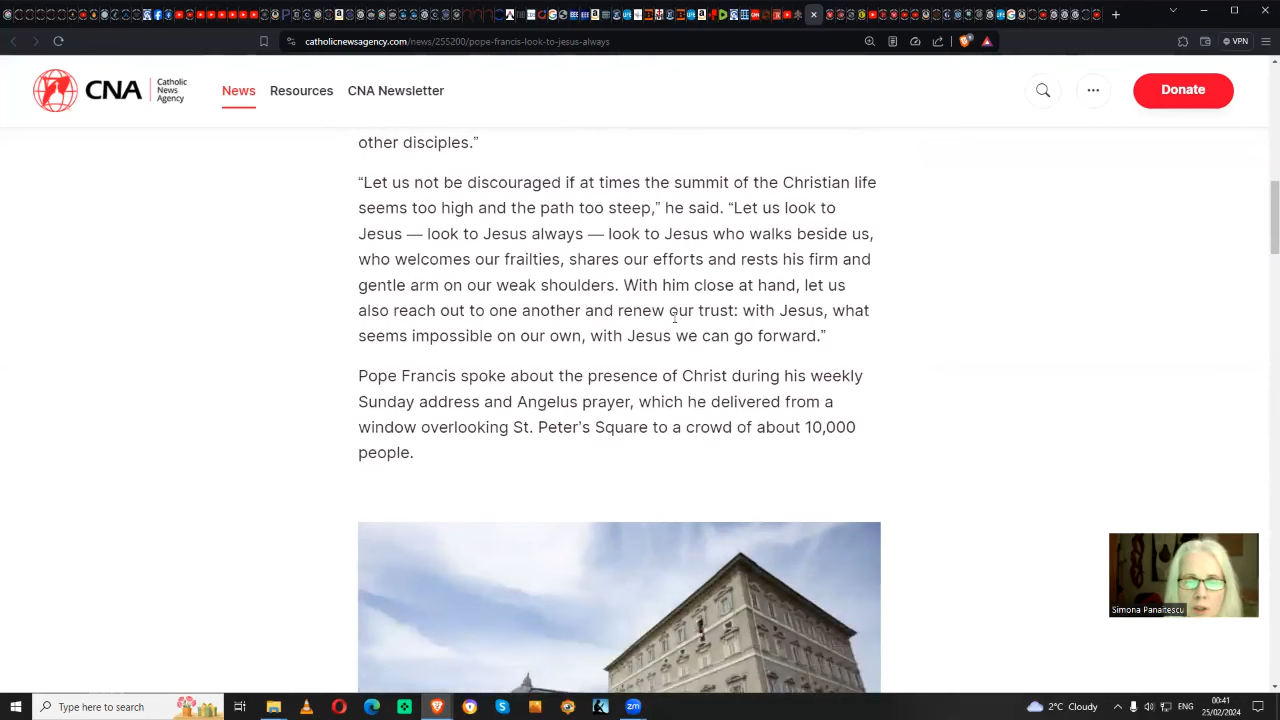 catholicnewsagency.com/news/255200/pope-francis-look-to-jesus-always
VPN
CNA
Catholic
News
Agency
News
Resources
CNA Newsletter
Donate
other disciples.”
“Let us not be discouraged if at times the summit of the Christian life
seems too high and the path too steep,” he said. “Let us look to
Jesus — look to Jesus always — look to Jesus who walks beside us,
who welcomes our frailties, shares our efforts and rests his firm and
gentle arm on our weak shoulders. With him close at hand, let us
also reach out to one another and renew our trust: with Jesus, what
seems impossible on our own, with Jesus we can go forward.”
Pope Francis spoke about the presence of Christ during his weekly
Sunday address and Angelus prayer, which he delivered from a
window overlooking St. Peter’s Square to a crowd of about 10,000
people.
Simona Panaitescu
Type here to search
zm
2°C Cloudy
ENG
00:41
25/02/2024